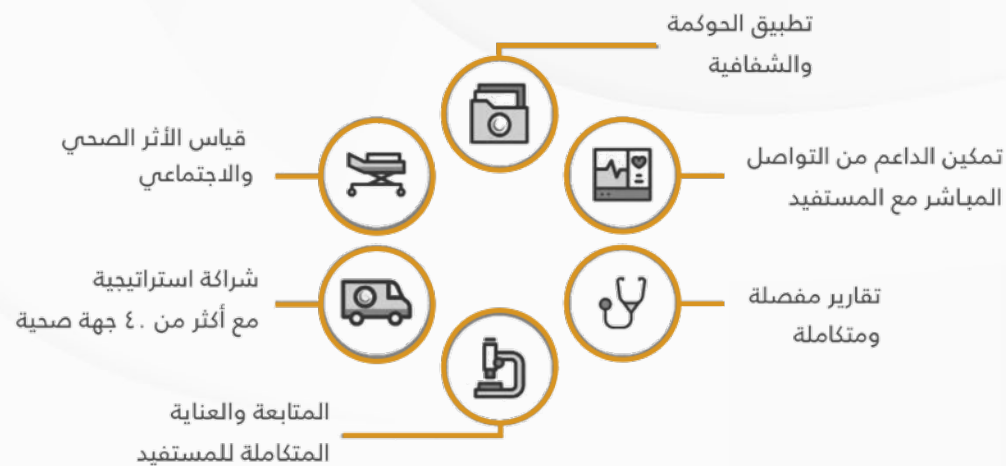 تطبيق الحوكمة
والشفافية
تمكين الداعم من التواصل
المباشر مع المستفيد
تقارير مفصلة
ومتكاملة
المتابعة والعناية
المتكاملة للمستفيد
شراكة استراتيجية
مع أكثر من ٤٠ جهة صحية
قياس الأثر الصحي
والاجتماعي